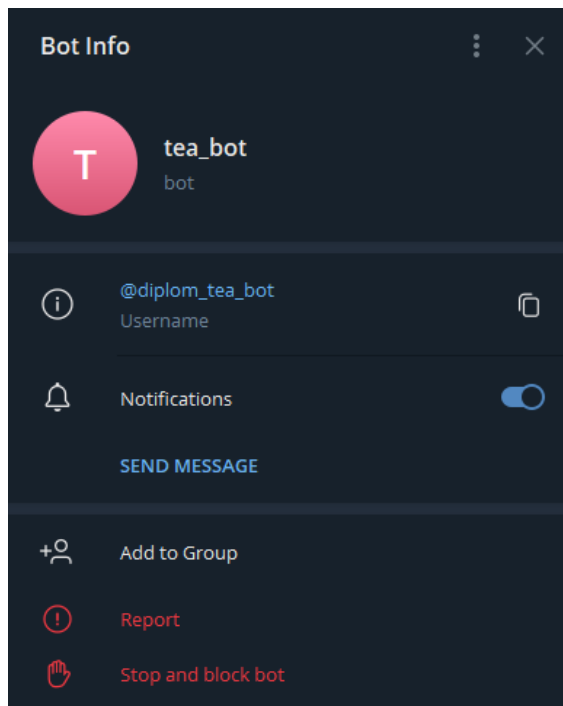 Bot Info
T
tea_bot
bot
@diplom_tea_bot
Username
Notifications
SEND MESSAGE
Add to Group
Report
Stop and block bot